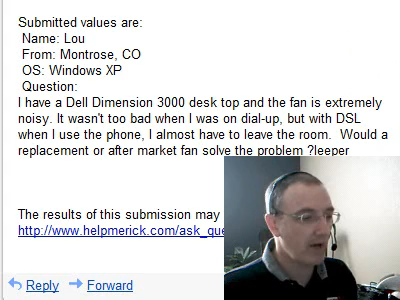 Submitted values are:
Name: Lou
From: Montrose, CO
OS: Windows XP
Question:
I have a Dell Dimension 3000 desk top and the fan is extremely
noisy. It wasn't too bad when I was on dial-up, but with DSL
when I use the phone, I almost have to leave the room. Would a
replacement or after market fan solve the problem ?leeper
The results of this submission may
http://www.helpmerick.com/ask_que
Reply Forward